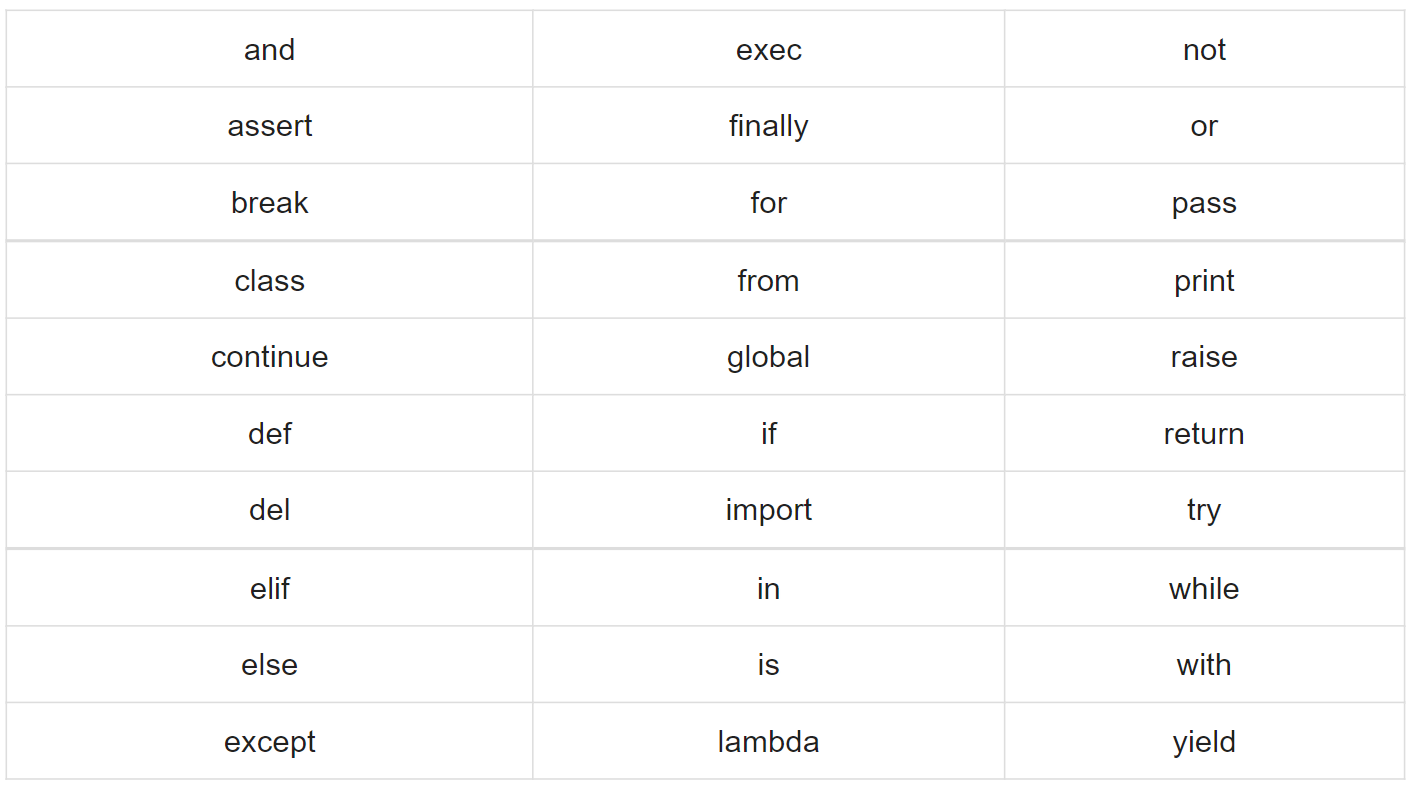 and exec not
assert finally or
break for pass
class from print
continue global raise
def if return
del import try
elif in while
else is with
except lambda yield